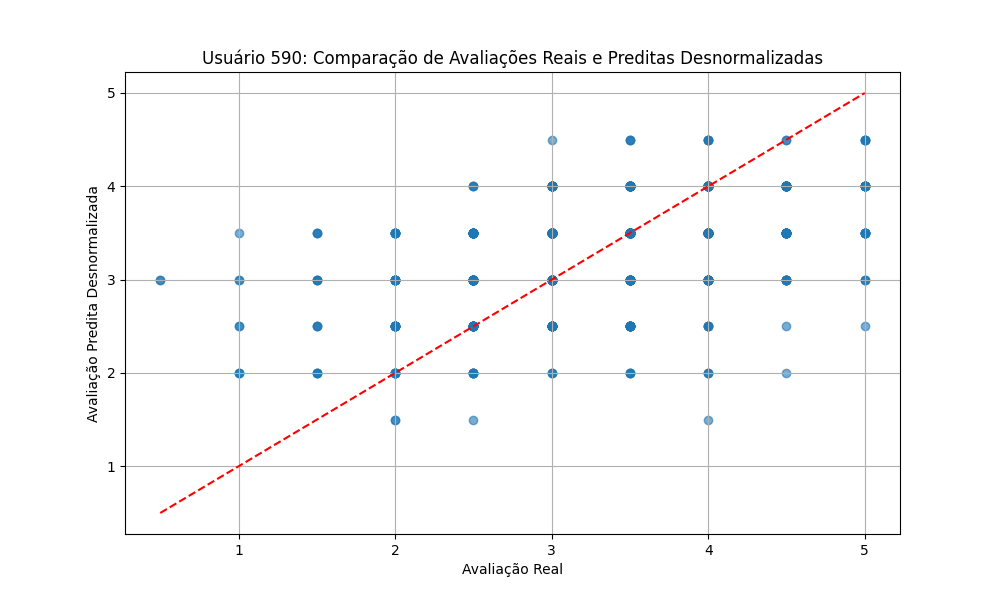 Usuário 590: Comparação de Avaliações Reais e Preditas Desnormalizadas
Avaliação Predita Desnormalizada
5
4
3
2
1
1 2 3 4 5
Avaliação Real